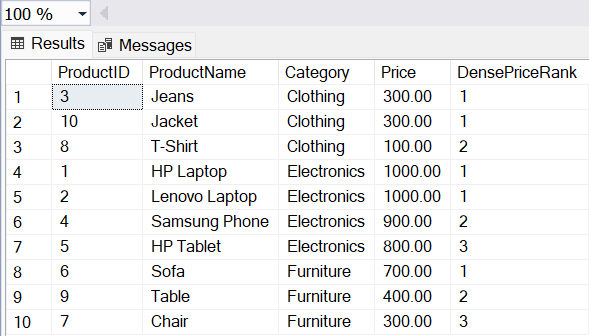 100 %
Results Messages
ProductID ProductName Category Price DensePriceRank
1 3 Jeans Clothing 300.00 1
2 10 Jacket Clothing 300.00 1
3 8 T-Shirt Clothing 100.00 2
4 1 HP Laptop Electronics 1000.00 1
5 2 Lenovo Laptop Electronics 1000.00 1
6 4 Samsung Phone Electronics 900.00 2
7 5 HP Tablet Electronics 800.00 3
8 6 Sofa Furniture 700.00 1
9 9 Table Furniture 400.00 2
10 7 Chair Furniture 300.00 3